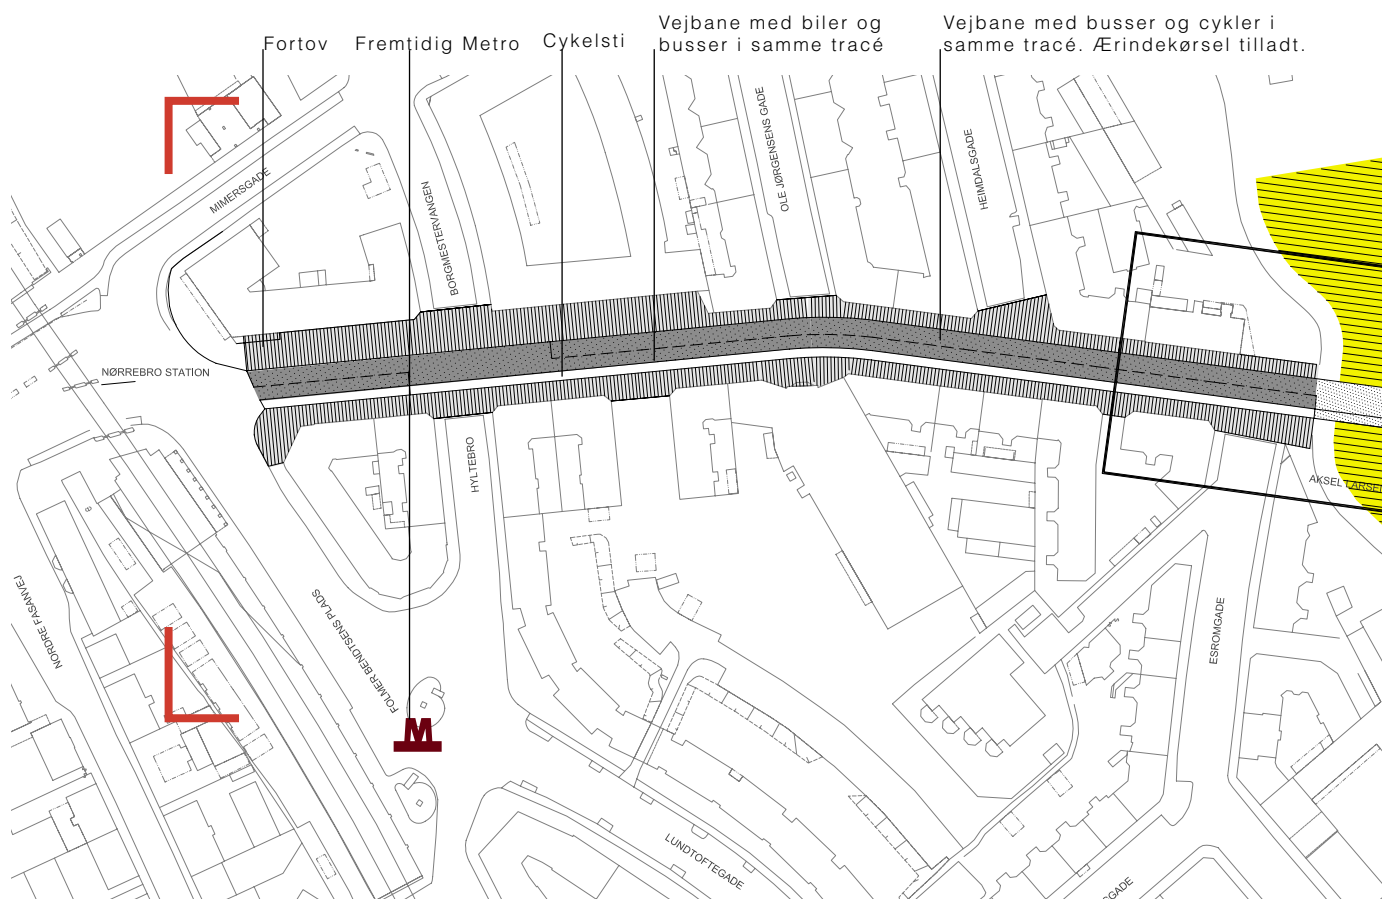 Fortov
Fremtidig Metro
Cykelsti
Vejbane med biler og
busser i samme tracé
Vejbane med busser og cykler i
samme tracé. Ærindekørsel tilladt.
MIMERSGADE
BORGMESTERVANGEN
OLE JØRGENSENS GADE
HEIMDALSGADE
NØRREBRO STATION
HYLTEBRO
AKSEL LARSEN
NORDRE FASANVEJ
FOLMER BENDTSENS PLADS
ESROMGADE
M
LUNDTOFTEGADE
SGADE